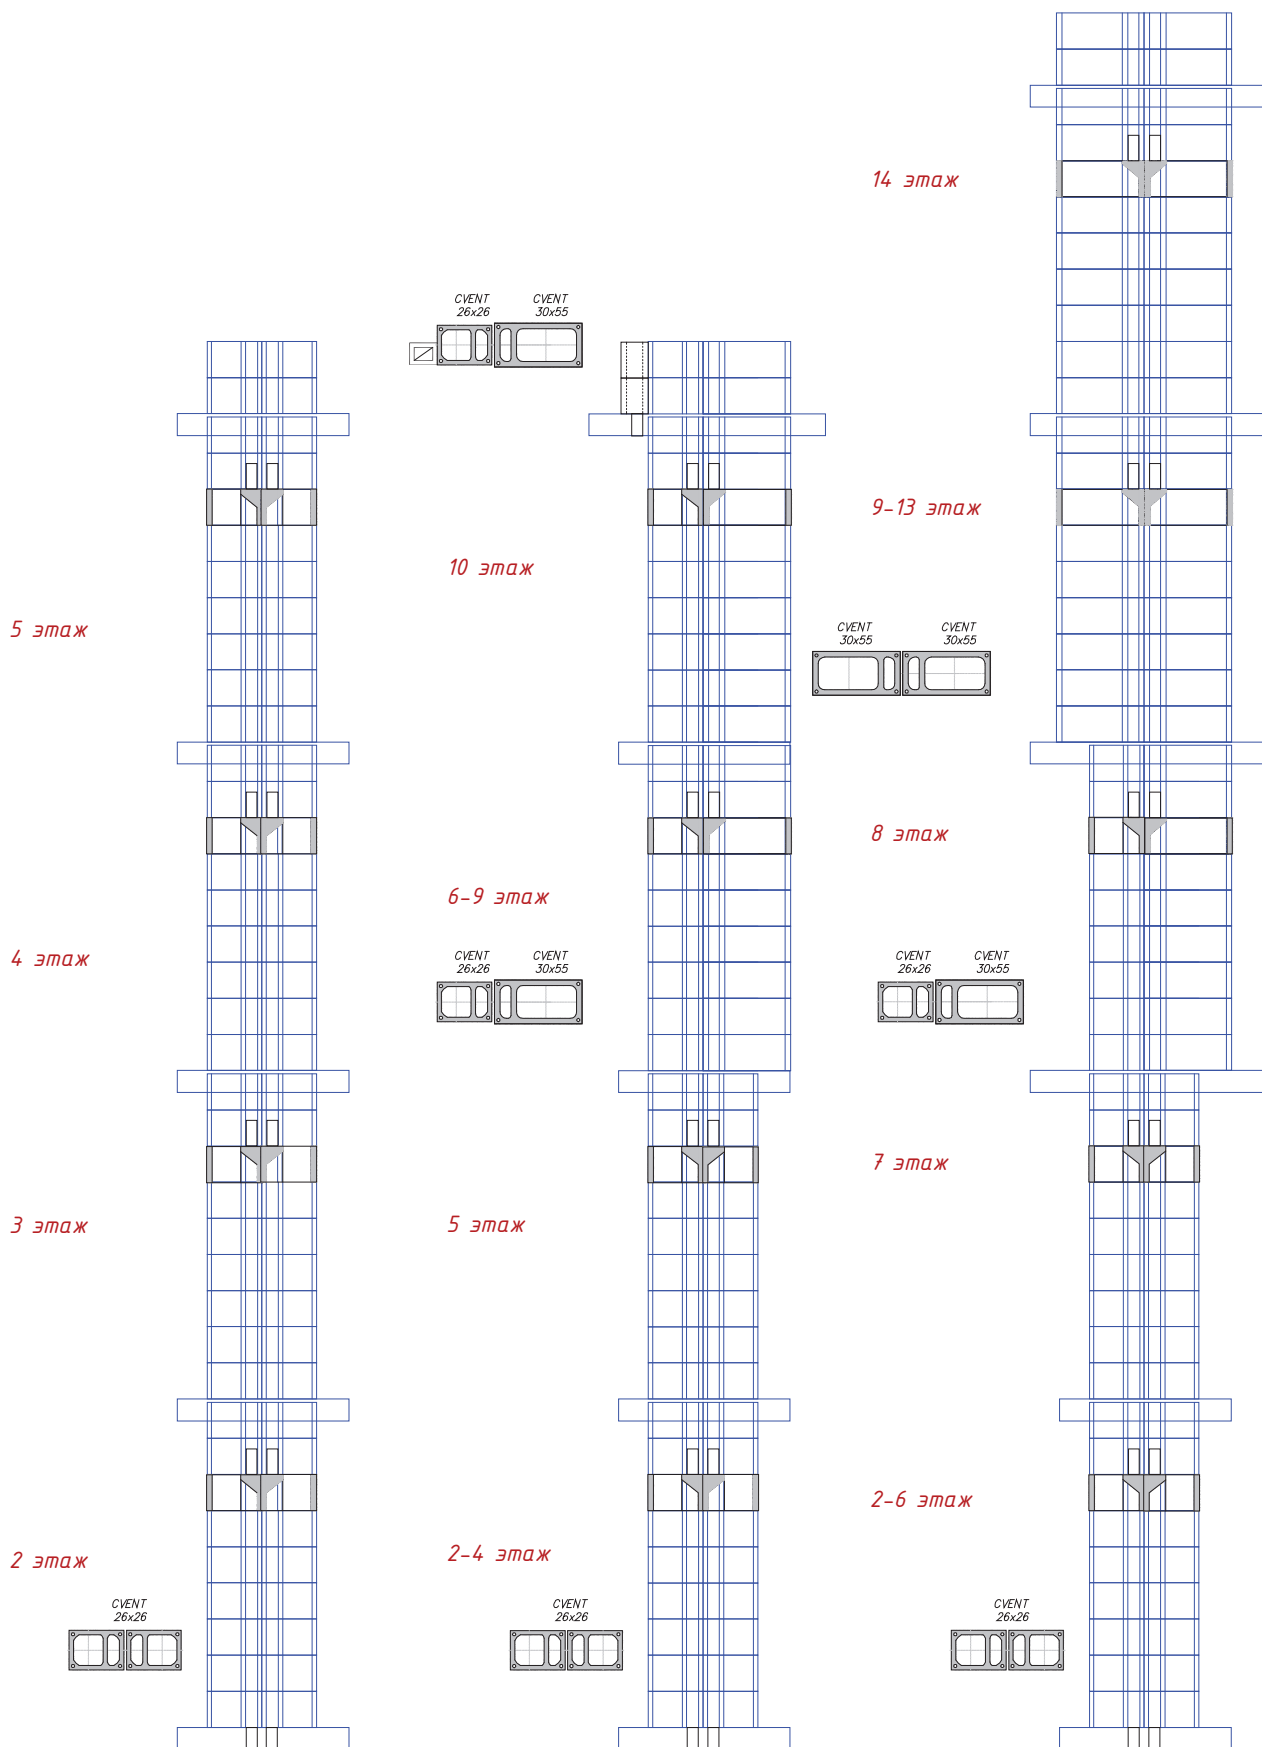 14 этаж
CVENT
26x26
CVENT
30x55
9-13 этаж
10 этаж
5 этаж
CVENT
30x55
CVENT
30x55
8 этаж
6-9 этаж
4 этаж
CVENT
26x26
CVENT
30x55
CVENT
26x26
CVENT
30x55
7 этаж
3 этаж
5 этаж
2-6 этаж
2 этаж
2-4 этаж
CVENT
26x26
CVENT
26x26
CVENT
26x26